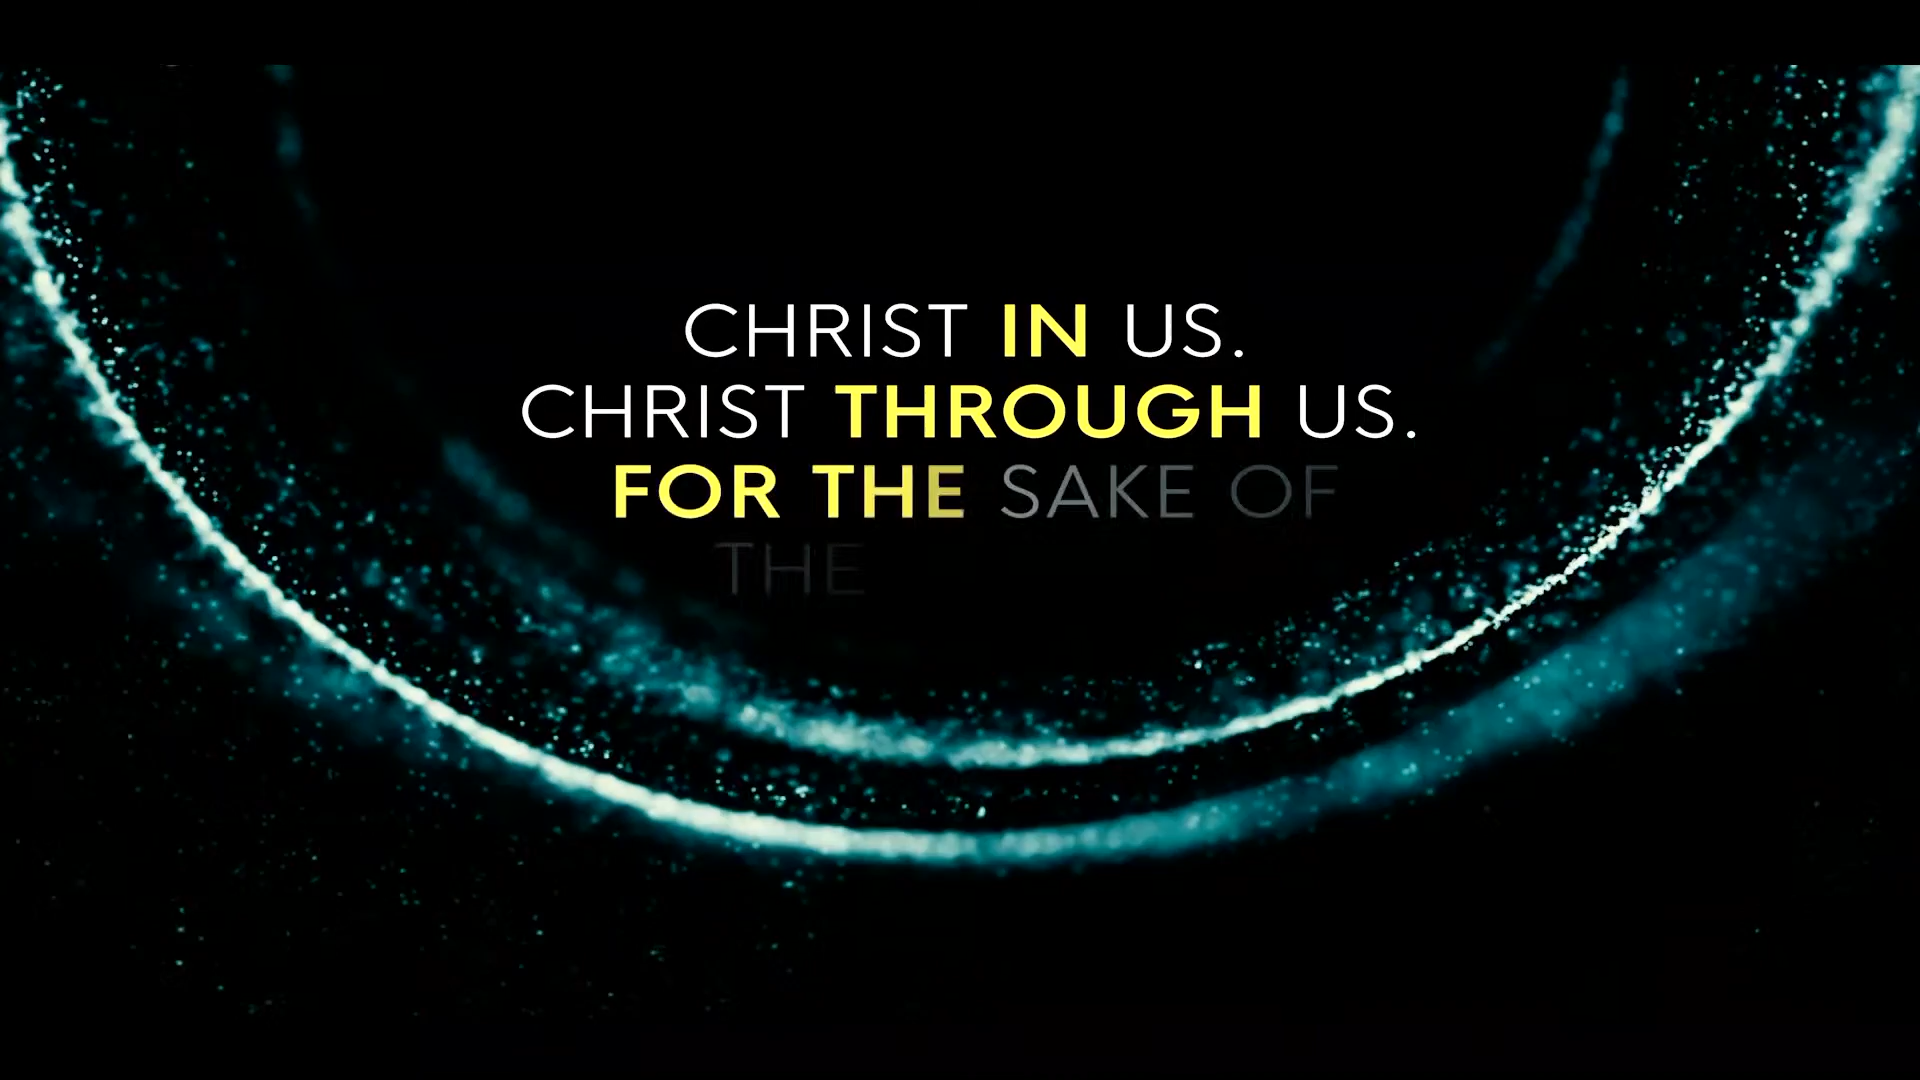 CHRIST IN US.
CHRIST THROUGH US.
FOR THE SAKE OF
THE